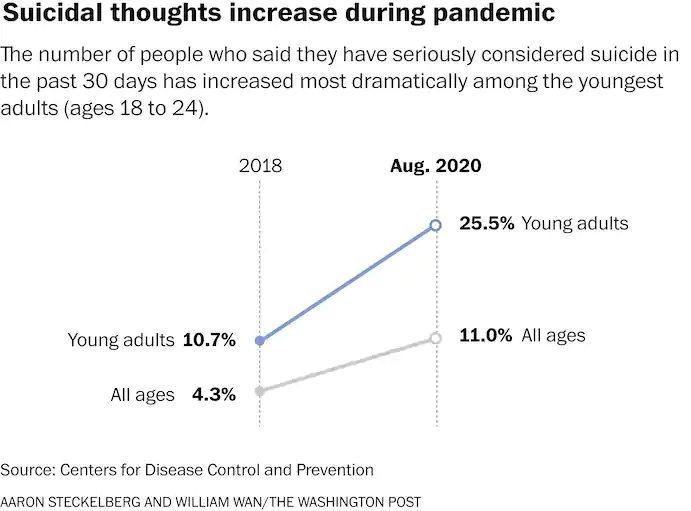 Suicidal thoughts increase during pandemic
The number of people who said they have seriously considered suicide in
the past 30 days has increased most dramatically among the youngest
adults (ages 18 to 24).
2018 Aug. 2020
25.5% Young adults
Young adults 10.7%
11.0% All ages
All ages 4.3%
Source: Centers for Disease Control and Prevention
AARON STECKELBERG AND WILLIAM WAN/THE WASHINGTON POST